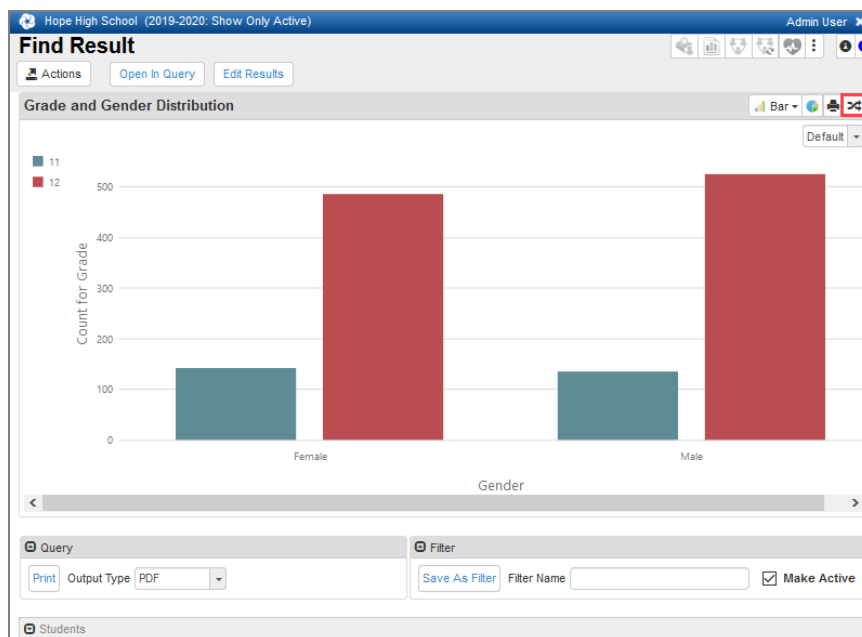 Hope High School (2019-2020: Show Only Active) Admin User
Find Result
Actions Open In Query Edit Results
Grade and Gender Distribution Bar
Default
11
12
500
400
300
200
100
0
Count for Grade
Female Male
Gender
Query Filter
Print Output Type PDF Save As Filter Filter Name Make Active
Students